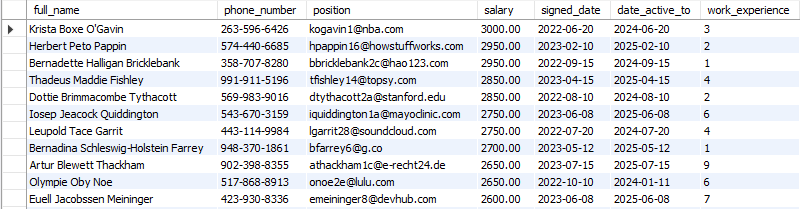 full_name phone_number position salary signed_date date_active_to work_experience
Krista Boxe O'Gavin 263-596-6426 kogavin1@nba.com 3000.00 2022-06-20 2024-06-20 3
Herbert Peto Pappin 574-440-6685 hpappin16@howstuffworks.com 2950.00 2023-02-10 2025-02-10 2
Bernadette Halligan Bricklebank 358-707-8280 bbricklebank2c@hao123.com 2950.00 2022-09-15 2024-09-15 1
Thadeus Maddie Fishley 991-911-5196 tfishley14@topsy.com 2850.00 2023-04-15 2025-04-15 4
Dottie Brimmacombe Tythacott 569-983-9016 dtythacott2a@stanford.edu 2850.00 2022-08-10 2024-08-10 2
Iosep Jeacock Quiddington 543-670-3159 iquiddington1a@mayoclinic.com 2750.00 2023-06-08 2025-06-08 6
Leupold Tace Garrit 443-114-9984 lgarrit28@soundcloud.com 2750.00 2022-07-20 2024-07-20 4
Bernadina Schleswig-Holstein Farrey 948-370-1861 bfarrey6@g.co 2700.00 2023-05-12 2025-05-12 1
Artur Blewett Thackham 902-398-8355 athackham1c@e-recht24.de 2650.00 2023-07-15 2025-07-15 9
Olympie Oby Noe 517-868-8913 onoe2e@lulu.com 2650.00 2022-10-10 2024-01-11 6
Euell Jacobssen Meininger 423-930-8336 emeininger8@devhub.com 2600.00 2023-06-08 2025-06-08 7